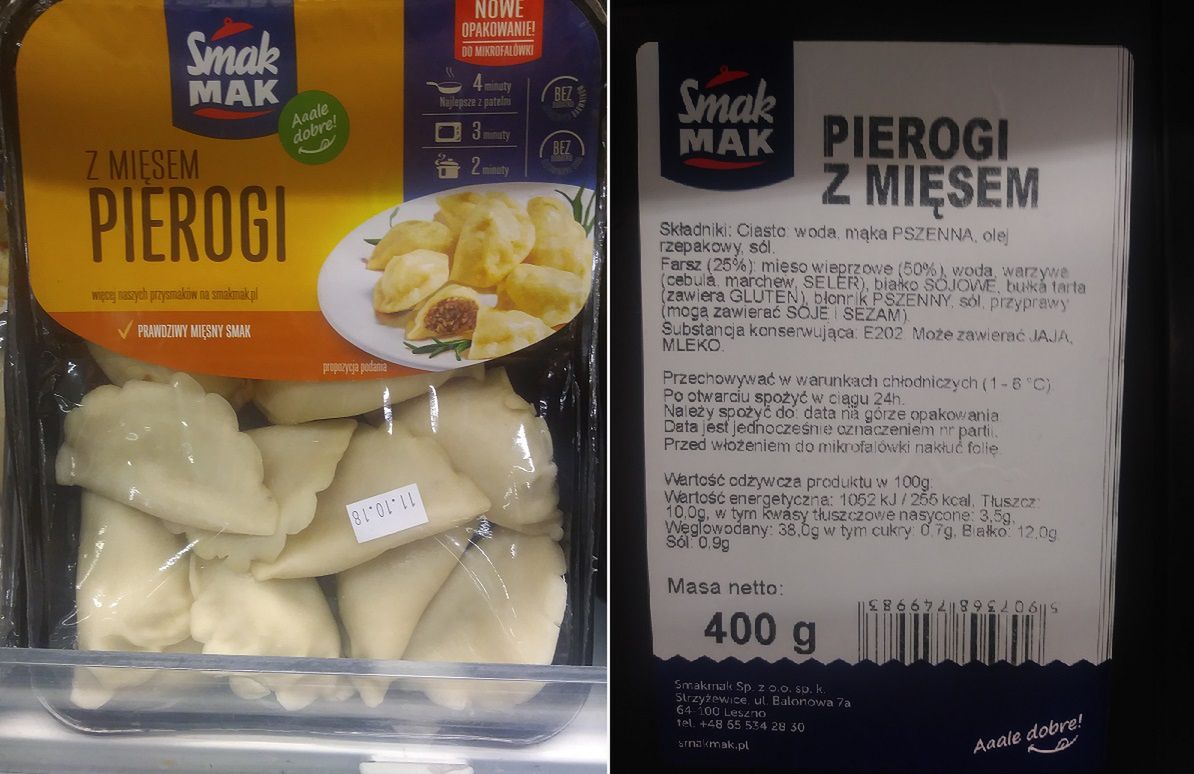 NOWE
OPAKOWANIE!
DO MIKROFALÓWKI
Smak
MAK
Aaale
dobre!
4 minuty
Najlepsze z patelni
3 minuty
2 minuty
BEZ
BEZ
Z MIĘSEM
PIEROGI
więcej naszych przysmaków na smakmak.pl
PRAWDZIWY MIĘSNY SMAK
propozycja podania
11.10.18
Smak
MAK
PIEROGI
Z MIĘSEM
Składniki: Ciasto: woda, mąka PSZENNA, olej
rzepakowy, sól.
Farsz (25%): mięso wieprzowe (50%), woda, warzywa
(cebula, marchew, SELER), białko SOJOWE, bułka tarta
(zawiera GLUTEN), błonnik PSZENNY, sól, przyprawy
(mogą zawierać SOJĘ i SEZAM).
Substancja konserwująca: E202. Może zawierać JAJA,
MLEKO.
Przechowywać w warunkach chłodniczych (1 - 6 °C)
Po otwarciu spożyć w ciągu 24h.
Należy spożyć do: data na górze opakowania.
Data jest jednocześnie oznaczeniem nr partii.
Przed włożeniem do mikrofalówki nakłuć folię.
Wartość odżywcza produktu w 100g:
Wartość energetyczna: 1052 kJ / 255 kcal, Tłuszcz:
10,0g, w tym kwasy tłuszczowe nasycone: 3,5g,
Węglowodany: 38,0g w tym cukry: 0,7g, Białko: 12,0g,
Sól: 0,9g
Masa netto:
400 g
5 907368 749983
Smakmak Sp. z o.o. sp. k.
Strzyżewice, ul. Balonowa 7a
64-100 Leszno
tel. +48 65 534 28 30
smakmak.pl
Aaale dobre!